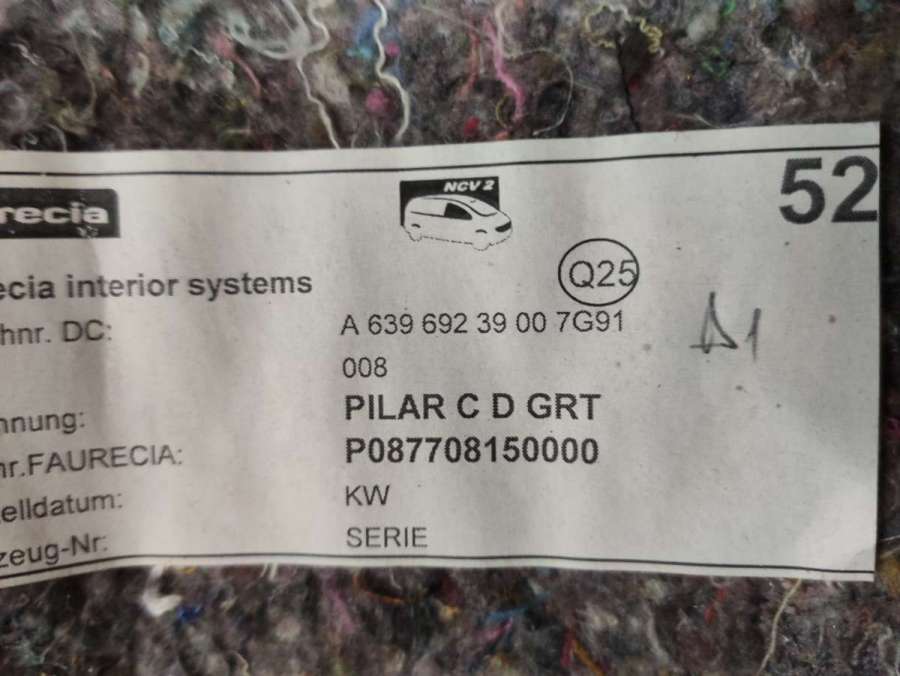 NCV 2
52
recia
Q25
ecia interior systems
hnr. DC: A 639 692 39 00 7G91
008
nnung: PILAR C D GRT
nr.FAURECIA: P087708150000
elldatum: KW
zeug-Nr: SERIE